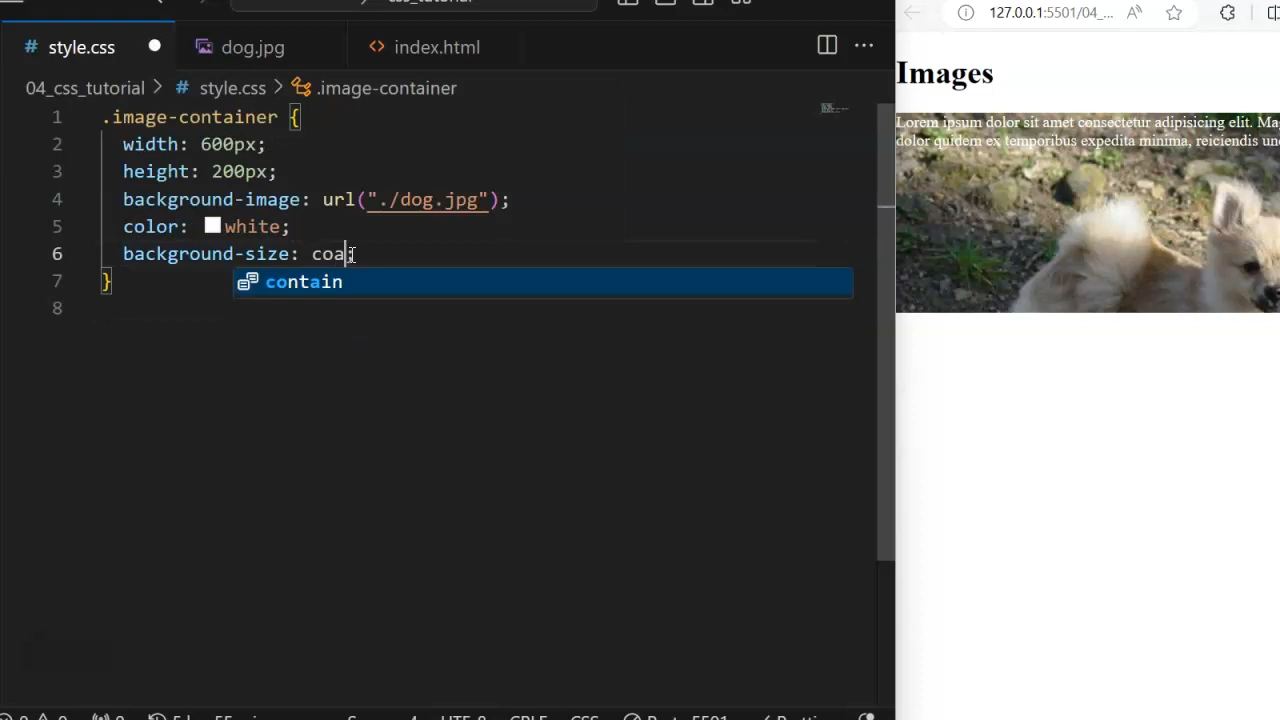 css_tutorial
style.css
dog.jpg
index.html
04_css_tutorial > # style.css > .image-container
1 .image-container {
2 width: 600px;
3 height: 200px;
4 background-image: url("./dog.jpg");
5 color: white;
6 background-size: coa;
contain
7 }
8
127.0.0.1:5501/04_...
Images
Lorem ipsum dolor sit amet consectetur adipisicing elit. Ma
dolor quidem ex temporibus expedita minima, reiciendis un